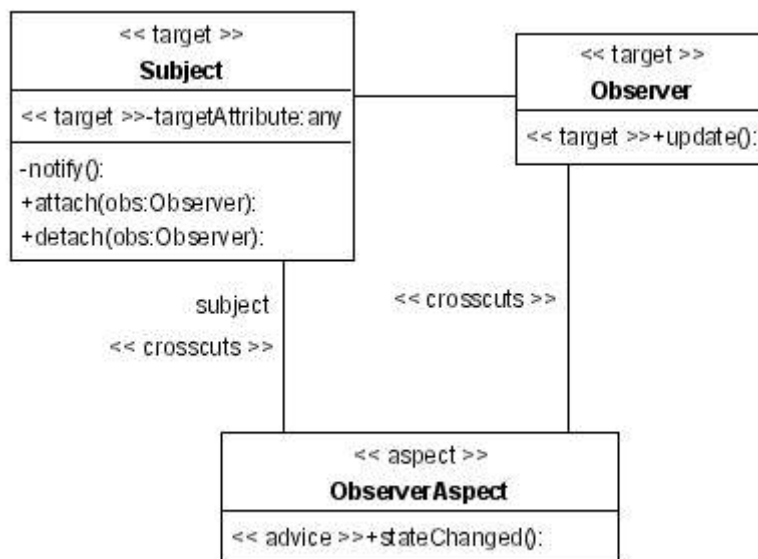 << target >>
Subject
<< target >>-targetAttribute:any
-notify():
+attach(obs:Observer):
+detach(obs:Observer):
<< target >>
Observer
<< target >>+update():
subject
<< crosscuts >>
<< crosscuts >>
<< aspect >>
ObserverAspect
<< advice >>+stateChanged():